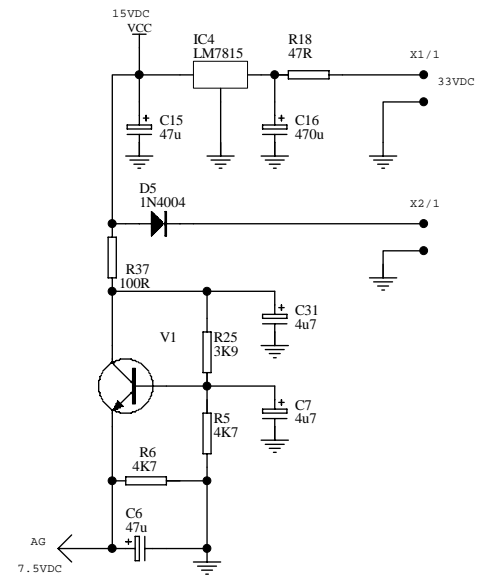 15VDC
VCC
IC4
LM7815
R18
47R
X1/1
33VDC
C15
47u
C16
470u
D5
1N4004
X2/1
R37
100R
C31
4u7
V1
R25
3K9
C7
4u7
R5
4K7
R6
4K7
C6
47u
AG
7.5VDC
+
+
+
+
+